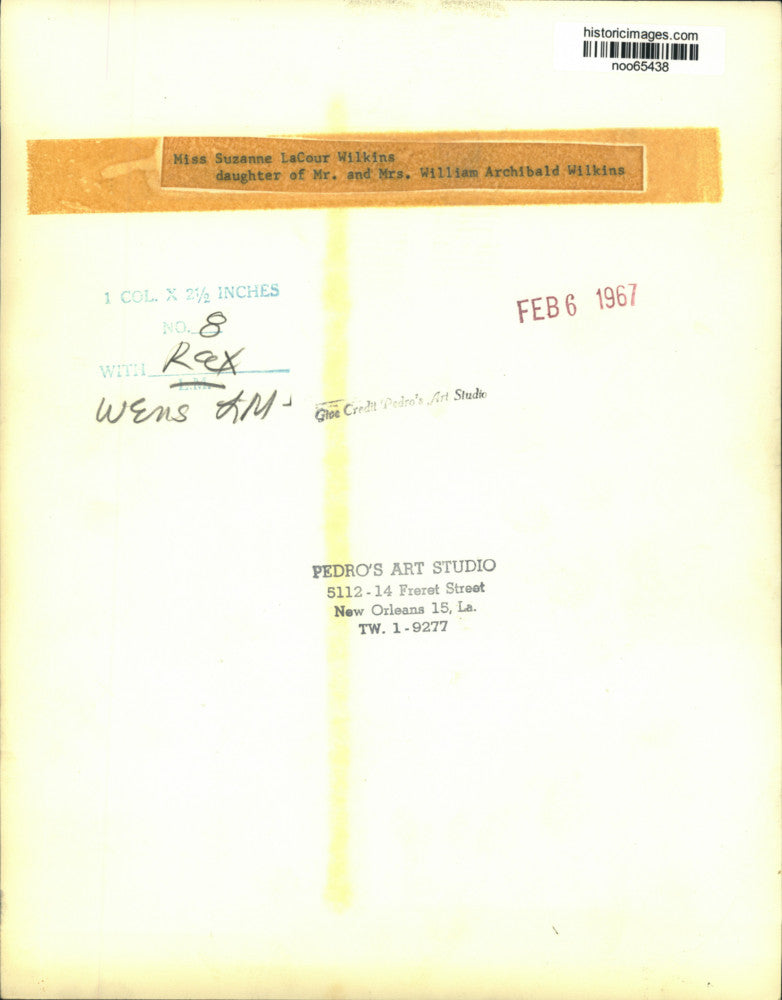 historicimages.com
noo65438
Miss Suzanne LaCour Wilkins
daughter of Mr. and Mrs. William Archibald Wilkins
1 COL. X 2½ INCHES
NO. 8
FEB 6 1967
WITH Rex
L.M.
Give Credit Pedro's Art Studio
PEDRO'S ART STUDIO
5112-14 Freret Street
New Orleans 15, La.
TW. 1-9277